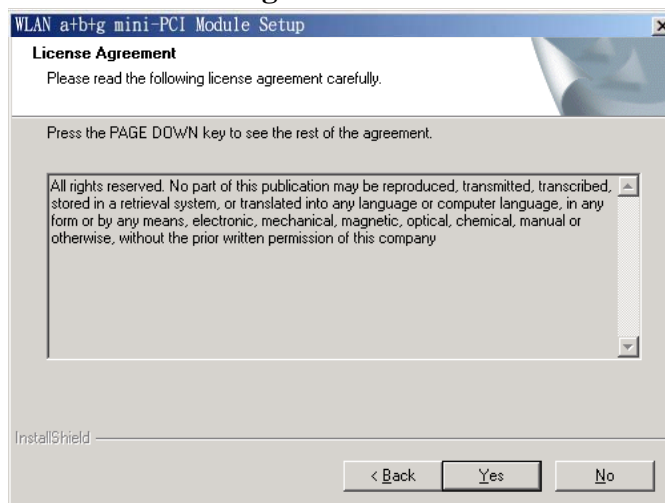 WLAN a+b+g mini-PCI Module Setup
License Agreement
Please read the following license agreement carefully.
Press the PAGE DOWN key to see the rest of the agreement.
All rights reserved. No part of this publication may be reproduced, transmitted, transcribed,
stored in a retrieval system, or translated into any language or computer language, in any
form or by any means, electronic, mechanical, magnetic, optical, chemical, manual or
otherwise, without the prior written permission of this company
InstallShield
< Back Yes No